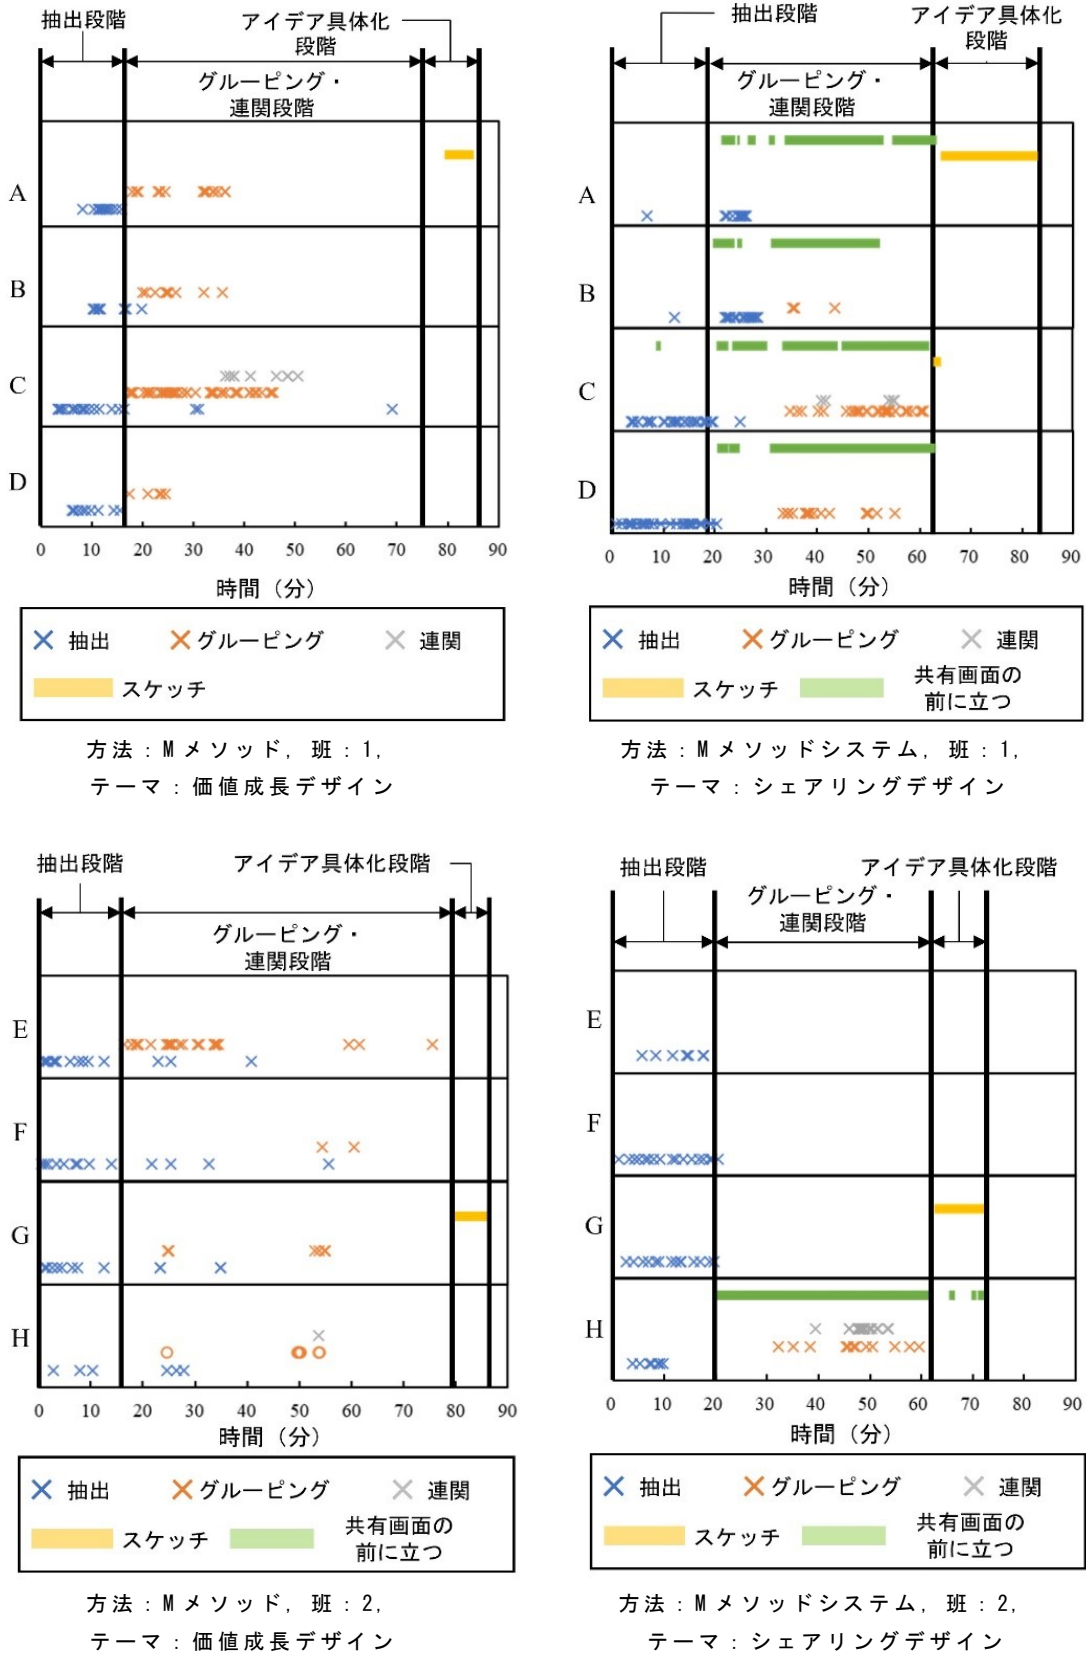 抽出段階
アイデア具体化
段階
グルーピング・
連関段階
A
B
C
D
0 10 20 30 40 50 60 70 80 90
時間（分）
抽出 グルーピング 連関
スケッチ
方法：Mメソッド，班：1，
テーマ：価値成長デザイン
抽出段階
アイデア具体化
段階
グルーピング・
連関段階
A
B
C
D
0 10 20 30 40 50 60 70 80 90
時間（分）
抽出 グルーピング 連関
スケッチ 共有画面の
前に立つ
方法：Mメソッドシステム，班：1，
テーマ：シェアリングデザイン
抽出段階
アイデア具体化段階
グルーピング・
連関段階
E
F
G
H
0 10 20 30 40 50 60 70 80 90
時間（分）
抽出 グルーピング 連関
スケッチ 共有画面の
前に立つ
方法：Mメソッド，班：2，
テーマ：価値成長デザイン
抽出段階
アイデア具体化段階
グルーピング・
連関段階
E
F
G
H
0 10 20 30 40 50 60 70 80 90
時間（分）
抽出 グルーピング 連関
スケッチ 共有画面の
前に立つ
方法：Mメソッドシステム，班：2，
テーマ：シェアリングデザイン